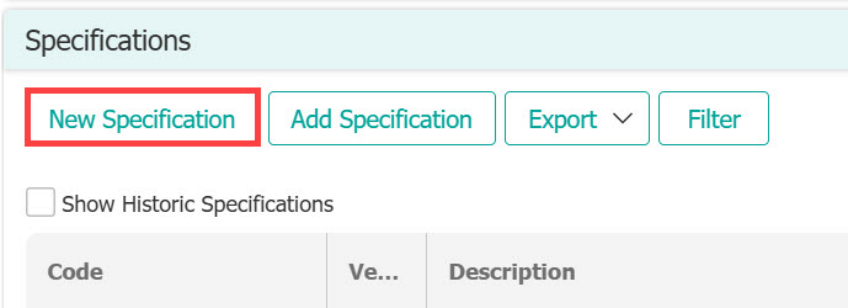 Specifications
New Specification Add Specification Export Filter
Show Historic Specifications
Code Ve... Description